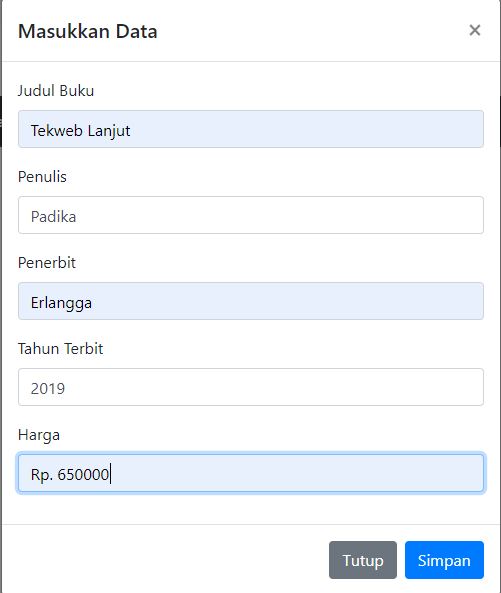 Masukkan Data ×
Judul Buku
Tekweb Lanjut
Penulis
Padika
Penerbit
Erlangga
Tahun Terbit
2019
Harga
Rp. 650000
Tutup Simpan